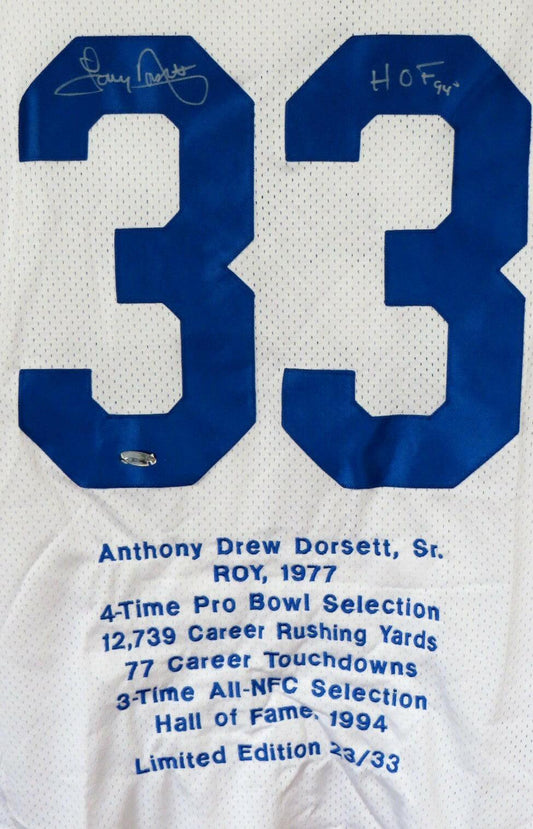 Tony Dorsett HOF 94'
33
Anthony Drew Dorsett, Sr.
ROY, 1977
4-Time Pro Bowl Selection
12,739 Career Rushing Yards
77 Career Touchdowns
3-Time All-NFC Selection
Hall of Fame, 1994
Limited Edition 23/33